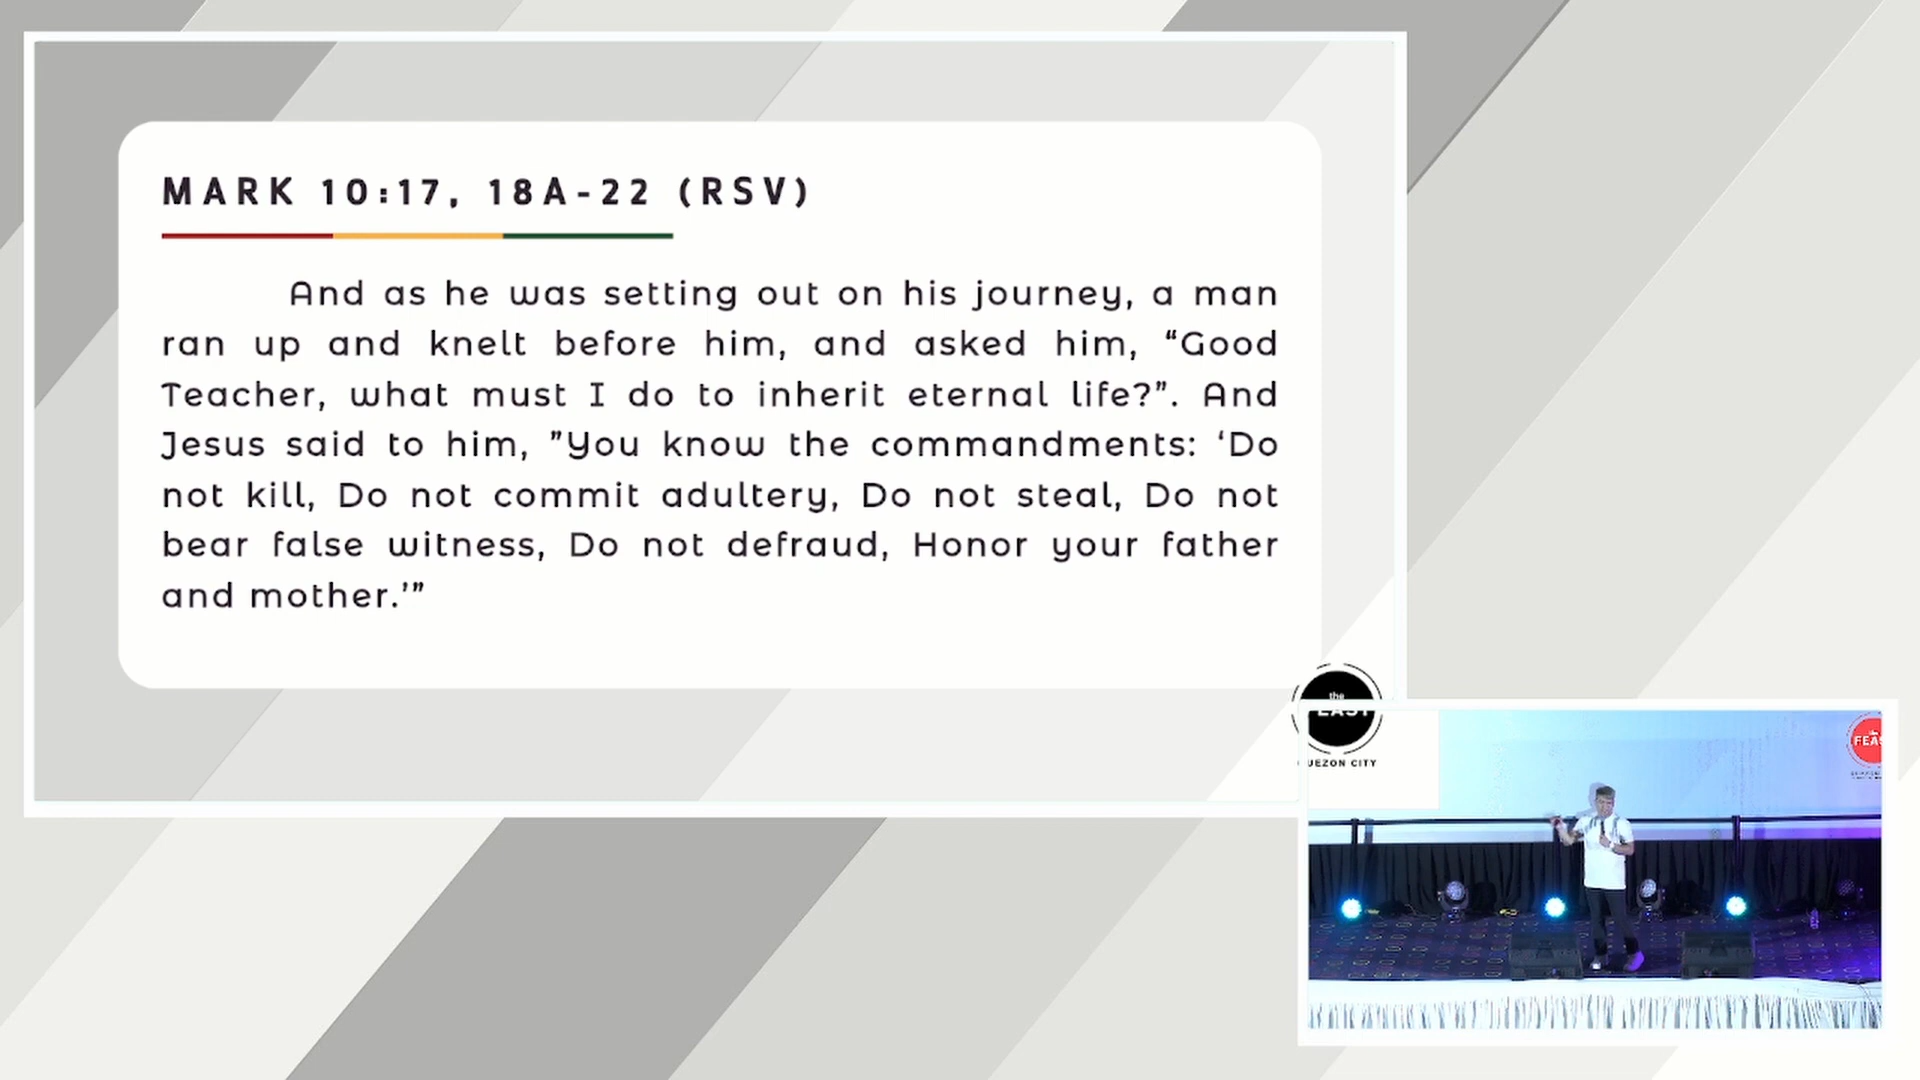 MARK 10:17, 18A-22 (RSV)
And as he was setting out on his journey, a man
ran up and knelt before him, and asked him, “Good
Teacher, what must I do to inherit eternal life?”. And
Jesus said to him, ”You know the commandments: ‘Do
not kill, Do not commit adultery, Do not steal, Do not
bear false witness, Do not defraud, Honor your father
and mother.’”
the
FEAST
UEZON CITY
FEAS